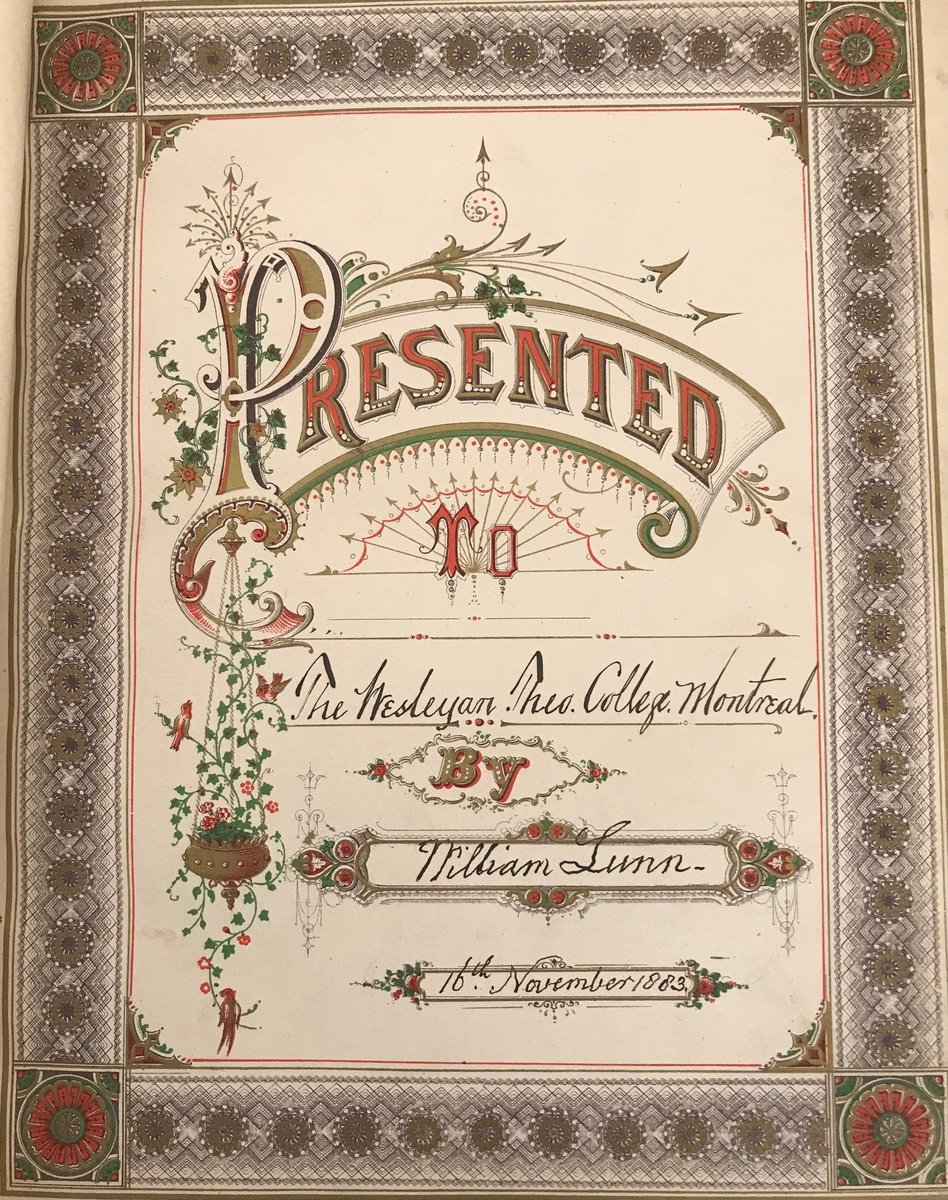 PRESENTED
TO
The Wesleyan Theo. College. Montreal.
By
William Lunn-
16th November 1883.